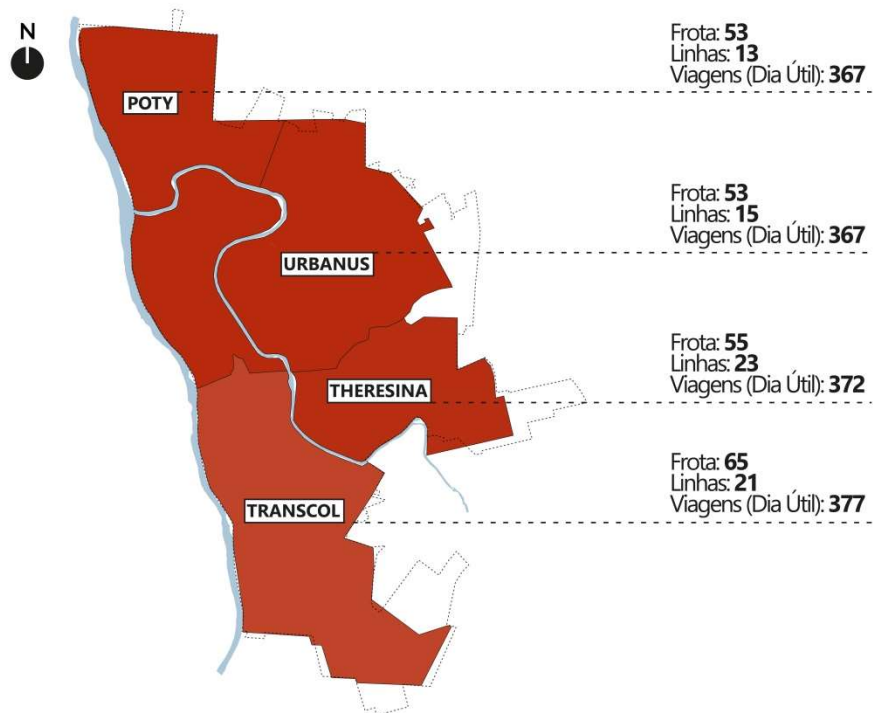 N
Frota: 53
Linhas: 13
Viagens (Dia Útil): 367
POTY
Frota: 53
Linhas: 15
Viagens (Dia Útil): 367
URBANUS
Frota: 55
Linhas: 23
Viagens (Dia Útil): 372
THERESINA
Frota: 65
Linhas: 21
Viagens (Dia Útil): 377
TRANSCOL